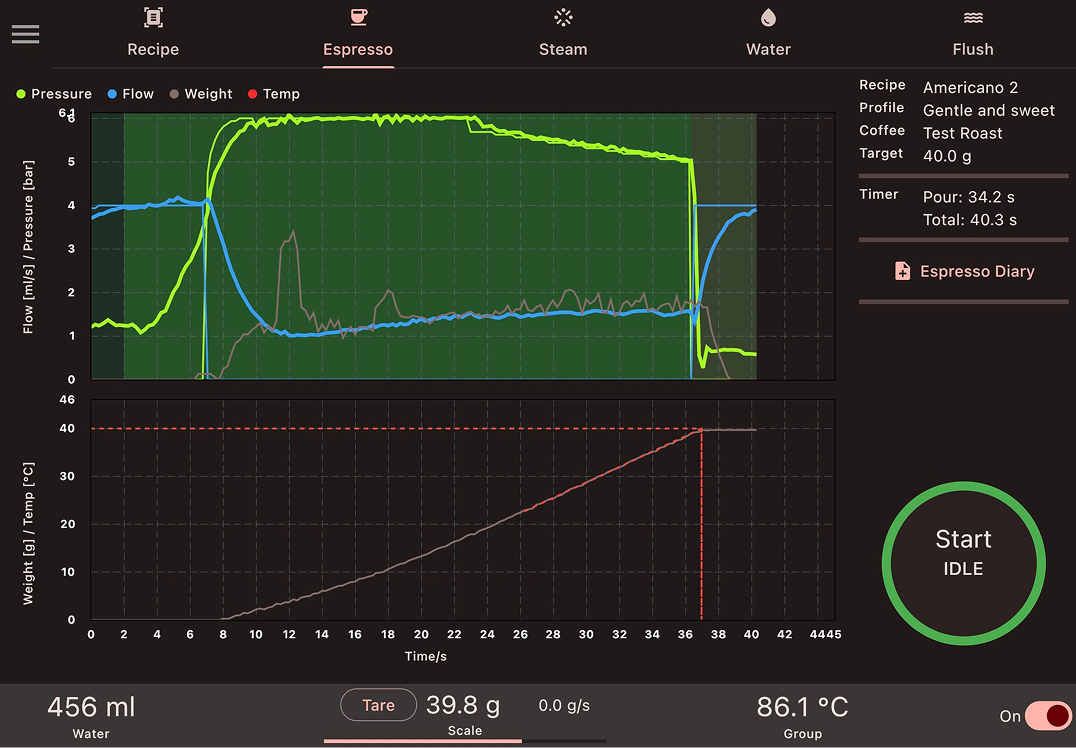 Recipe
Espresso
Steam
Water
Flush
Pressure Flow Weight Temp
Recipe Americano 2
Profile Gentle and sweet
Coffee Test Roast
Target 40.0 g
Timer Pour: 34.2 s
Total: 40.3 s
Espresso Diary
Flow [ml/s] / Pressure [bar]
6.1
6
5
4
3
2
1
0
Weight [g] / Temp [°C]
46
40
30
20
10
0
0 2 4 6 8 10 12 14 16 18 20 22 24 26 28 30 32 34 36 38 40 42 44 45
Time/s
Start
IDLE
456 ml
Water
Tare 39.8 g 0.0 g/s
Scale
86.1 °C
Group
On